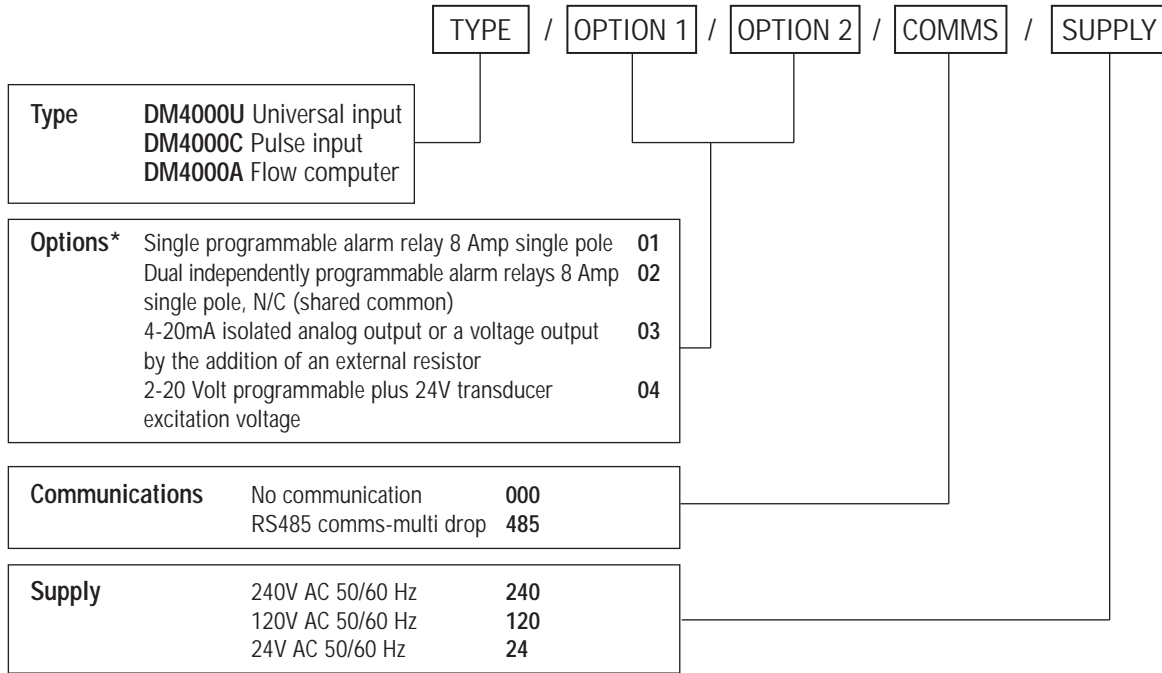 TYPE / OPTION 1 / OPTION 2 / COMMS / SUPPLY
Type DM4000U Universal input
DM4000C Pulse input
DM4000A Flow computer
Options* Single programmable alarm relay 8 Amp single pole 01
Dual independently programmable alarm relays 8 Amp 02
single pole, N/C (shared common)
4-20mA isolated analog output or a voltage output 03
by the addition of an external resistor
2-20 Volt programmable plus 24V transducer 04
excitation voltage
Communications No communication 000
RS485 comms-multi drop 485
Supply 240V AC 50/60 Hz 240
120V AC 50/60 Hz 120
24V AC 50/60 Hz 24